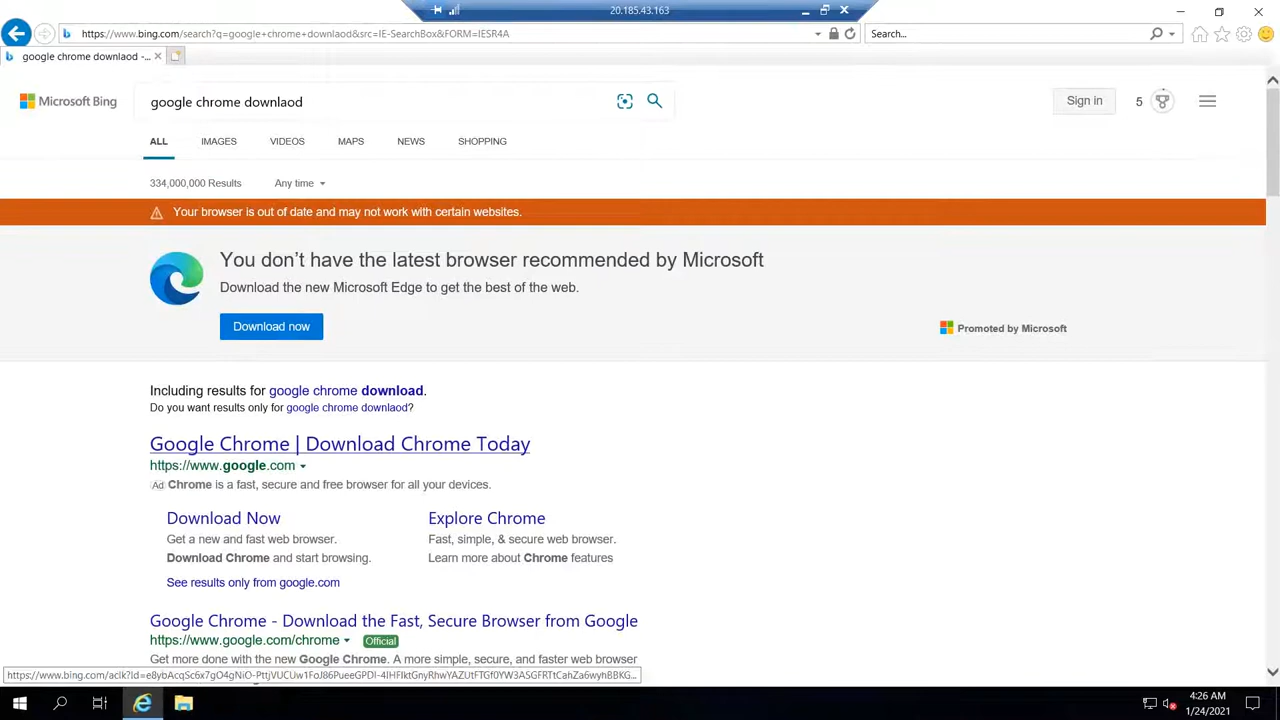 20.185.43.163
https://www.bing.com/search?q=google+chrome+downlaod&src=IE-SearchBox&FORM=IESR4A
Search...
google chrome downlaod -...
Microsoft Bing
google chrome downlaod
Sign in
5
ALL
IMAGES
VIDEOS
MAPS
NEWS
SHOPPING
334,000,000 Results
Any time
Your browser is out of date and may not work with certain websites.
You don’t have the latest browser recommended by Microsoft
Download the new Microsoft Edge to get the best of the web.
Download now
Promoted by Microsoft
Including results for google chrome download.
Do you want results only for google chrome downlaod?
Google Chrome | Download Chrome Today
https://www.google.com
Ad Chrome is a fast, secure and free browser for all your devices.
Download Now
Get a new and fast web browser.
Download Chrome and start browsing.
Explore Chrome
Fast, simple, & secure web browser.
Learn more about Chrome features
See results only from google.com
Google Chrome - Download the Fast, Secure Browser from Google
https://www.google.com/chrome
Official
Get more done with the new Google Chrome. A more simple, secure, and faster web browser
4:26 AM
1/24/2021